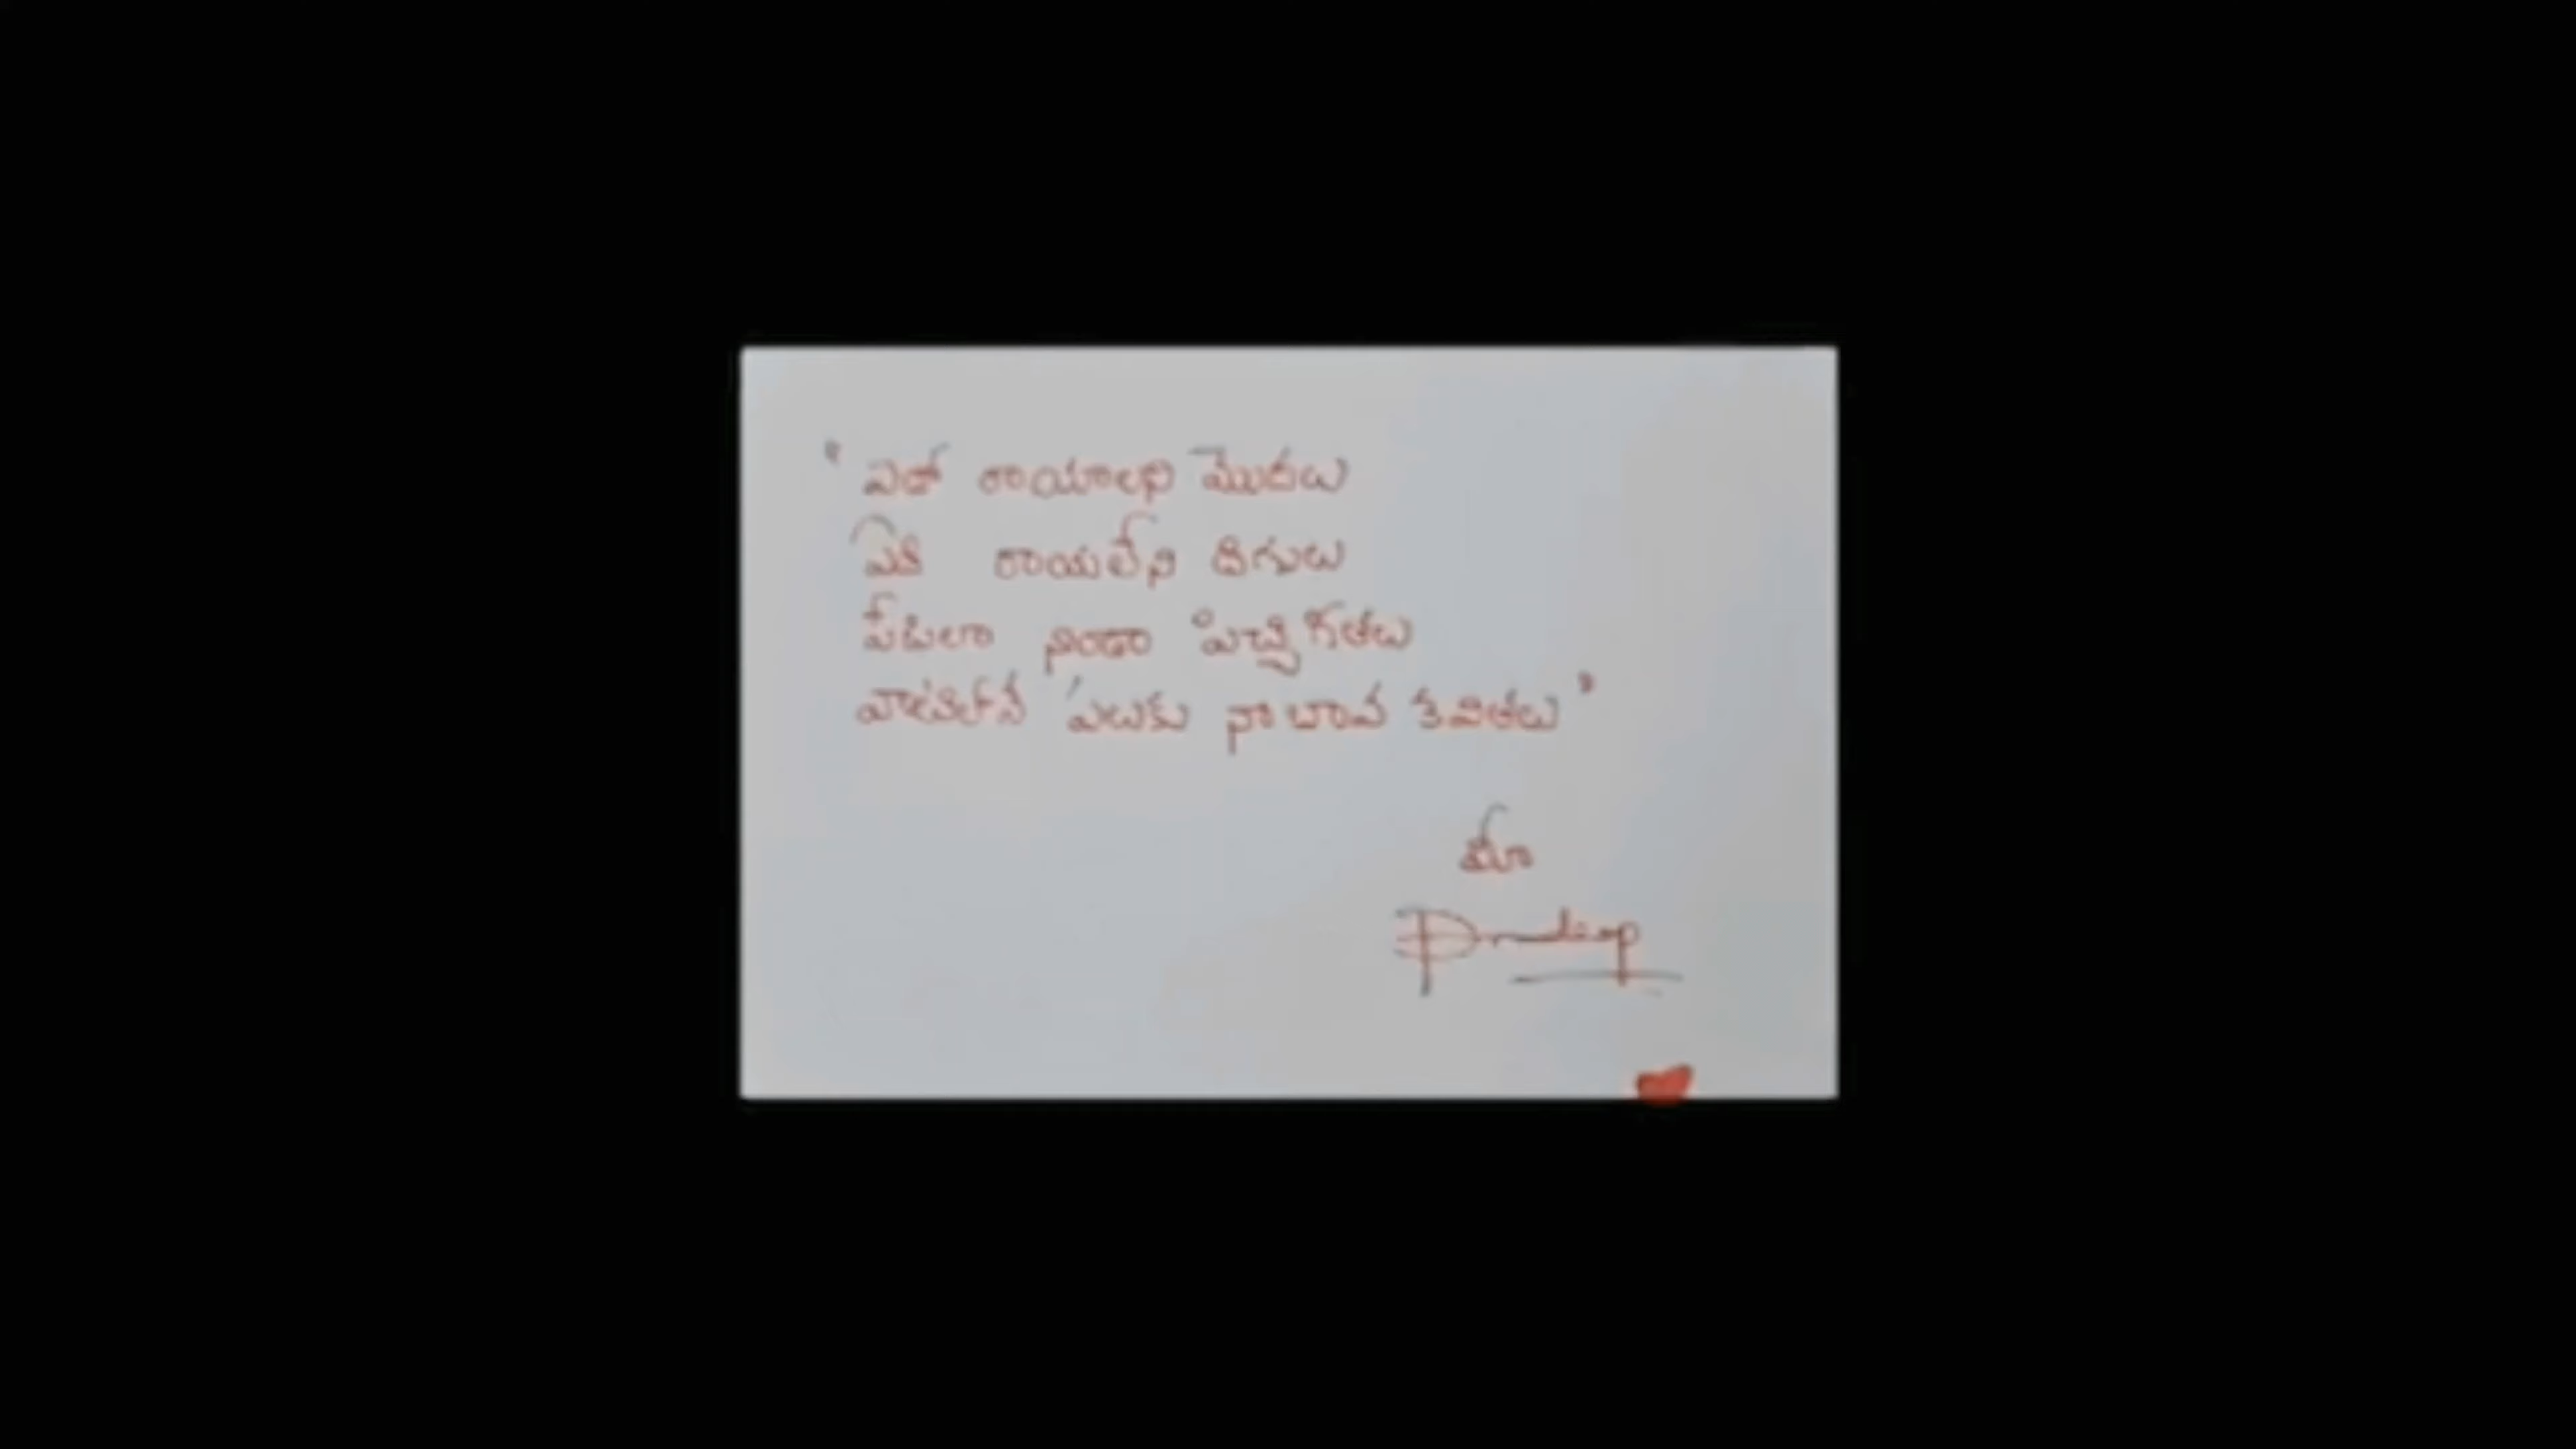 " ఏదో రాయాలని మొదలు
ఏమి రాయలేని దిగులు
పేజిలా నిండా పిచ్చి గీతలు
వాటిలోనే పలుకు నా బావ కవితలు "
మీ
Pradeep